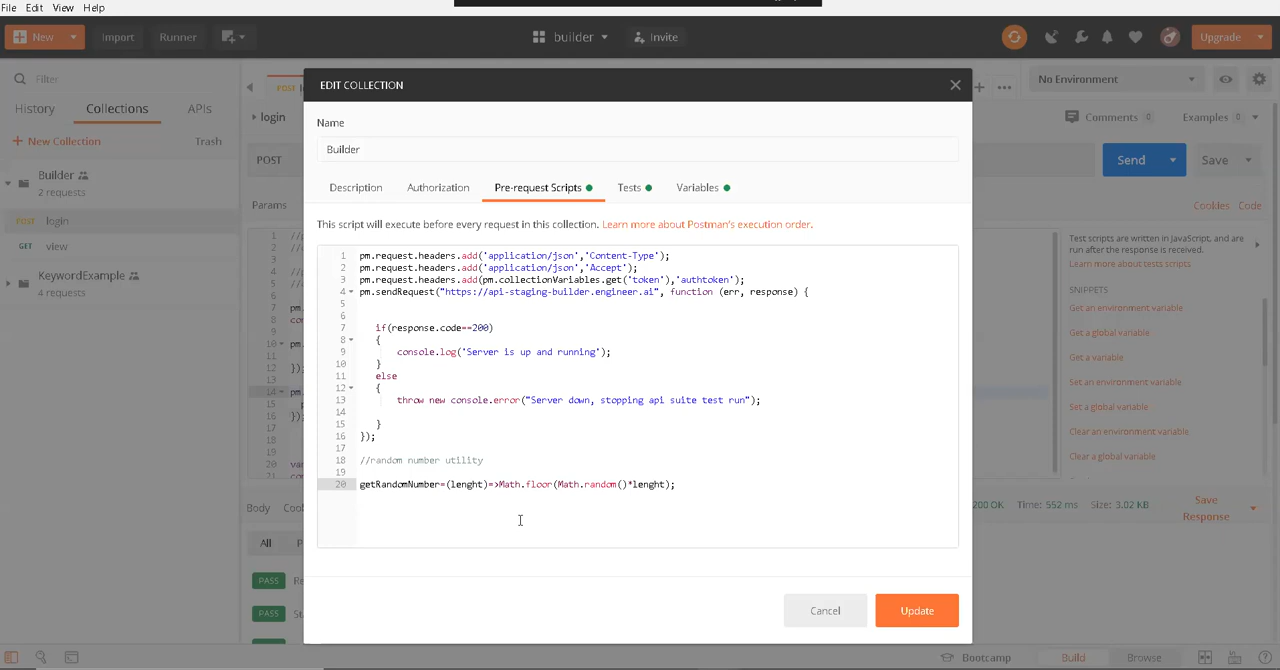 File Edit View Help
New Import Runner builder Invite Upgrade
Filter
History Collections APIs
New Collection Trash
Builder
2 requests
POST login
GET view
KeywordExample
4 requests
POST
login
POST
Params
Body
All
PASS
PASS
EDIT COLLECTION
Name
Builder
Description Authorization Pre-request Scripts Tests Variables
This script will execute before every request in this collection. Learn more about Postman's execution order.
1 pm.request.headers.add('application/json','Content-Type');
2 pm.request.headers.add('application/json','Accept');
3 pm.request.headers.add(pm.collectionVariables.get('token'),'authtoken');
4 pm.sendRequest("https://api-staging-builder.engineer.ai", function (err, response) {
5
6
7 if(response.code==200)
8 {
9 console.log('Server is up and running');
10 }
11 else
12 {
13 throw new console.error("Server down, stopping api suite test run");
14
15 }
16 });
17
18 //random number utility
19
20 getRandomNumber=(lenght)=>Math.floor(Math.random()*lenght);
Cancel Update
No Environment
Comments 0 Examples 0
Send Save
Cookies Code
Test scripts are written in JavaScript, and are
run after the response is received.
Learn more about tests scripts
SNIPPETS
Get an environment variable
Get a global variable
Get a variable
Set an environment variable
Set a global variable
Clear an environment variable
Clear a global variable
200 OK Time: 552 ms Size: 3.02 KB Save
Response
Bootcamp Build Browse